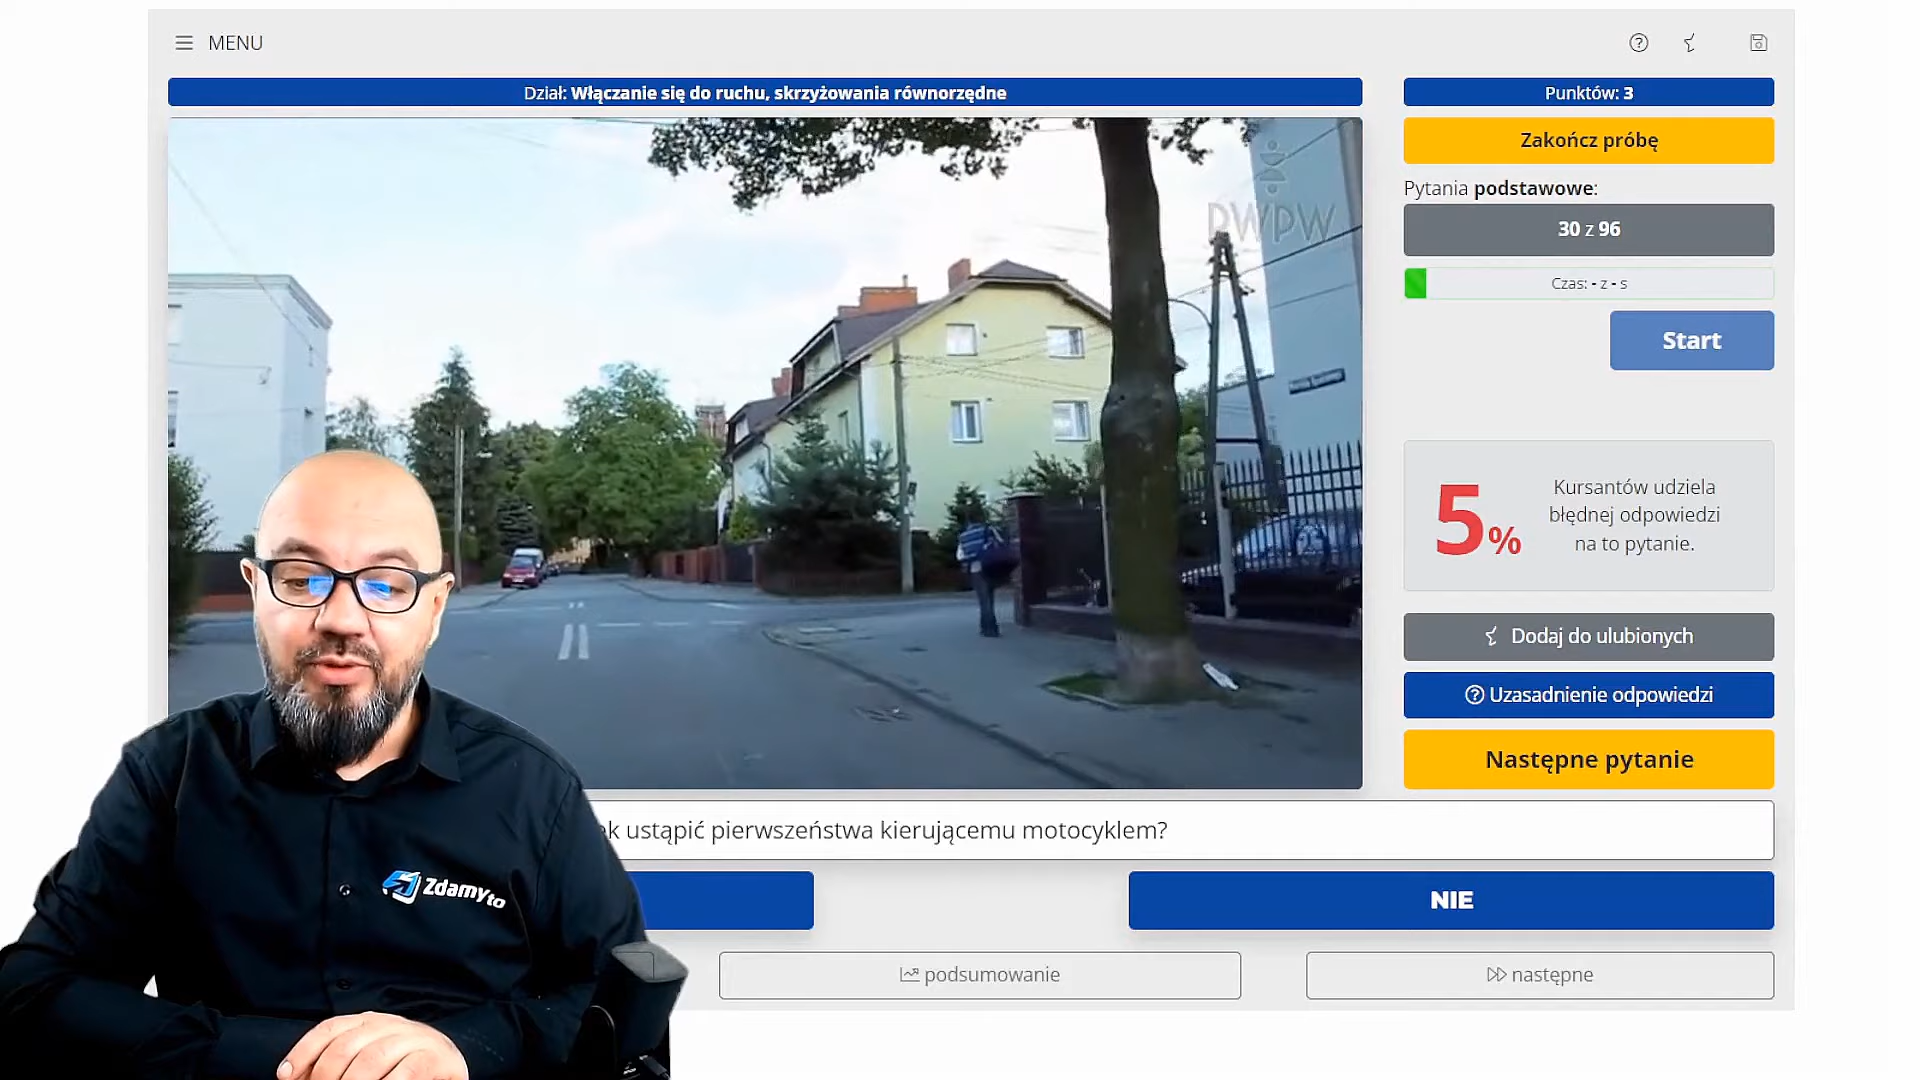 MENU
Dział: Włączanie się do ruchu, skrzyżowania równorzędne
Punktów: 3
PWPW
Zakończ próbę
Pytania podstawowe:
30 z 96
Czas: - z - s
Start
5%
Kursantów udziela
błędnej odpowiedzi
na to pytanie.
Dodaj do ulubionych
Uzasadnienie odpowiedzi
Następne pytanie
ustąpić pierwszeństwa kierującemu motocyklem?
NIE
Zdamyto
podsumowanie
następne